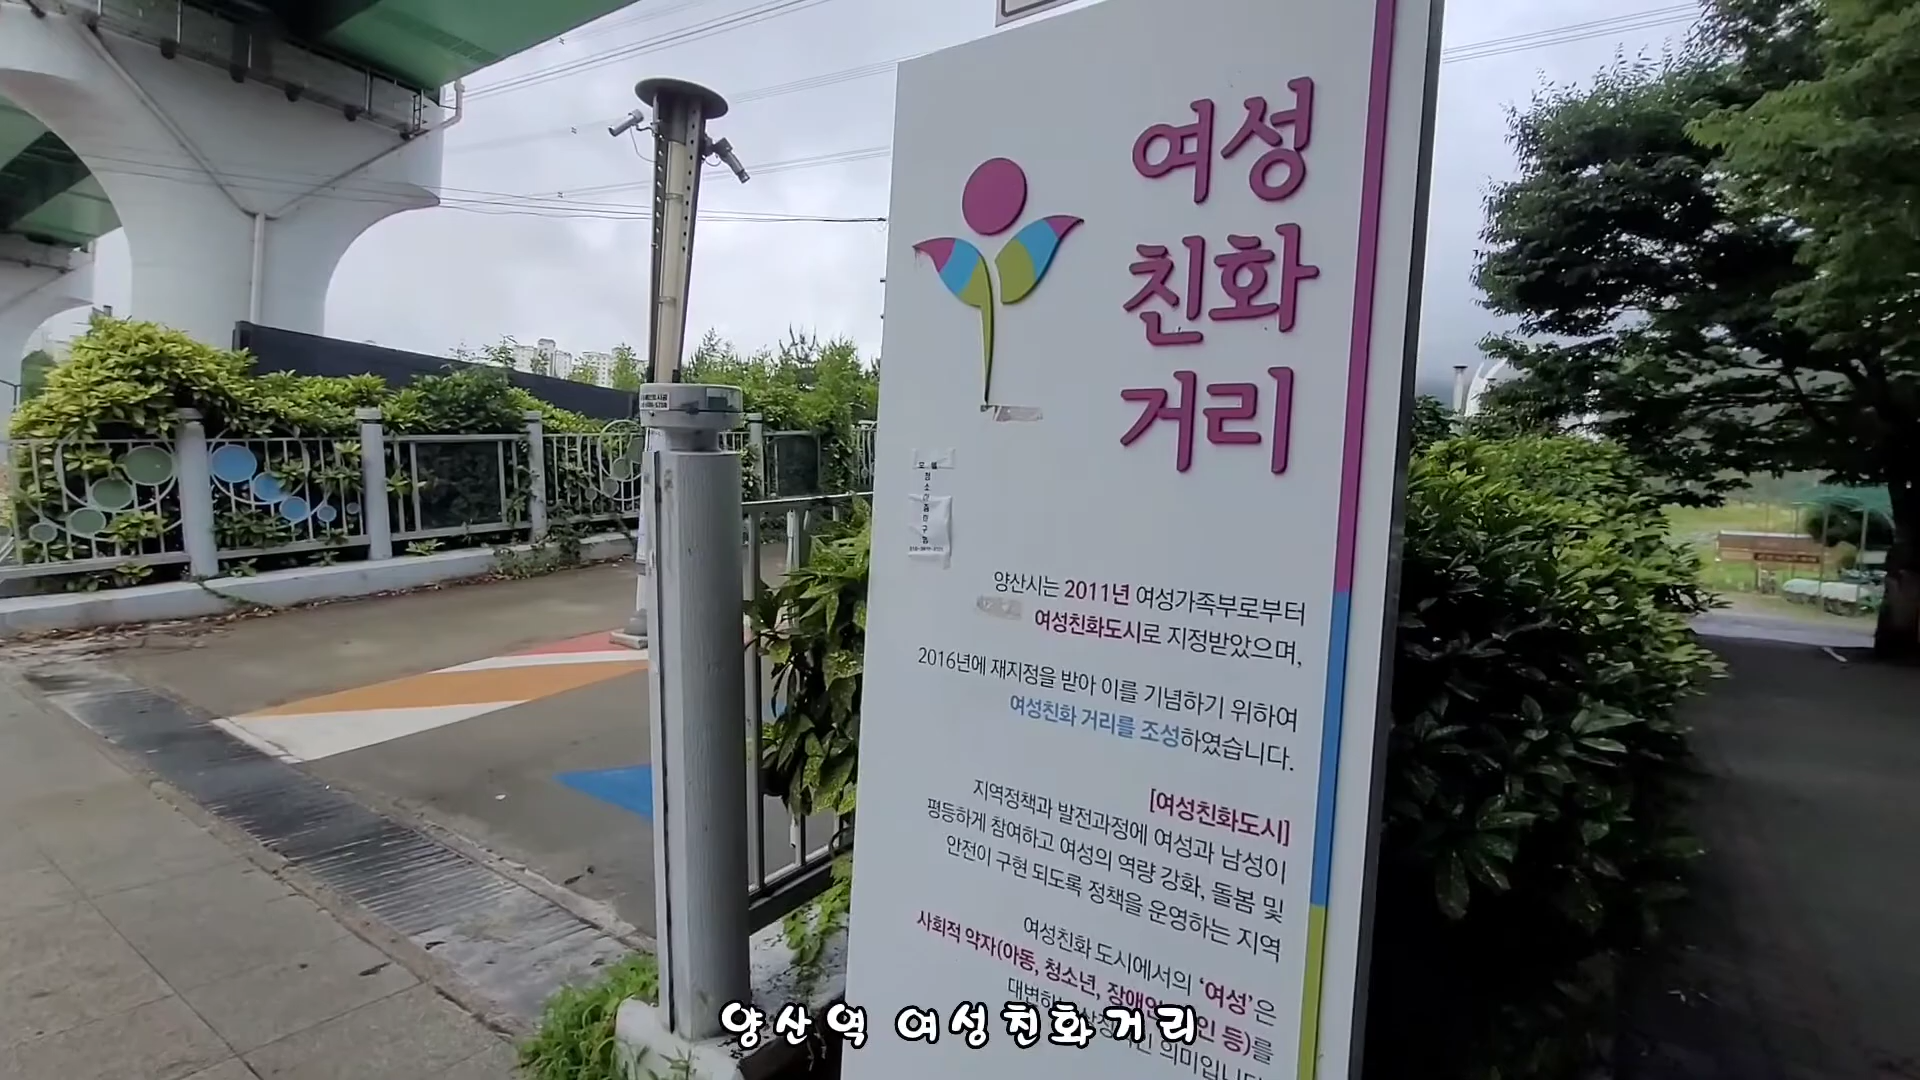 여성
친화
거리
양산시는 2011년 여성가족부로부터
여성친화도시로 지정받았으며,
2016년에 재지정을 받아 이를 기념하기 위하여
여성친화 거리를 조성하였습니다.
[여성친화도시]
지역정책과 발전과정에 여성과 남성이
평등하게 참여하고 여성의 역량 강화, 돌봄 및
안전이 구현 되도록 정책을 운영하는 지역
여성친화 도시에서의 '여성'은
사회적 약자(아동, 청소년, 장애인 등)를
양산역 여성친화거리